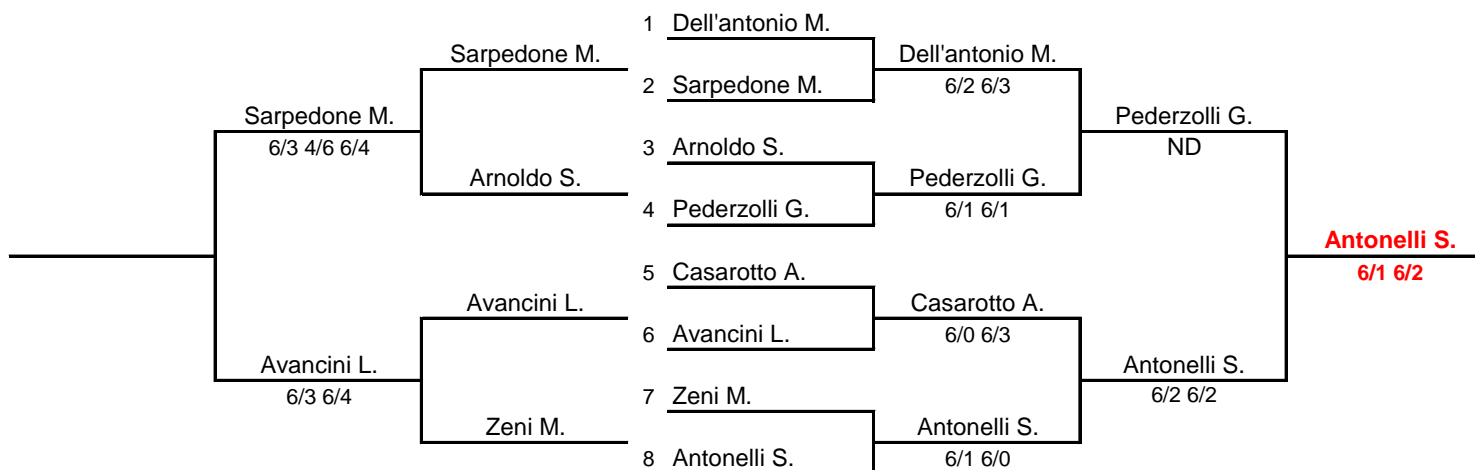 1 Dell'antonio M.
Sarpedone M.
Dell'antonio M.
2 Sarpedone M.
6/2 6/3
Sarpedone M.
6/3 4/6 6/4
Pederzolli G.
ND
3 Arnoldo S.
Arnoldo S.
Pederzolli G.
4 Pederzolli G.
6/1 6/1
Antonelli S.
6/1 6/2
5 Casarotto A.
Avancini L.
Casarotto A.
6 Avancini L.
6/0 6/3
Avancini L.
6/3 6/4
Antonelli S.
6/2 6/2
7 Zeni M.
Zeni M.
Antonelli S.
8 Antonelli S.
6/1 6/0